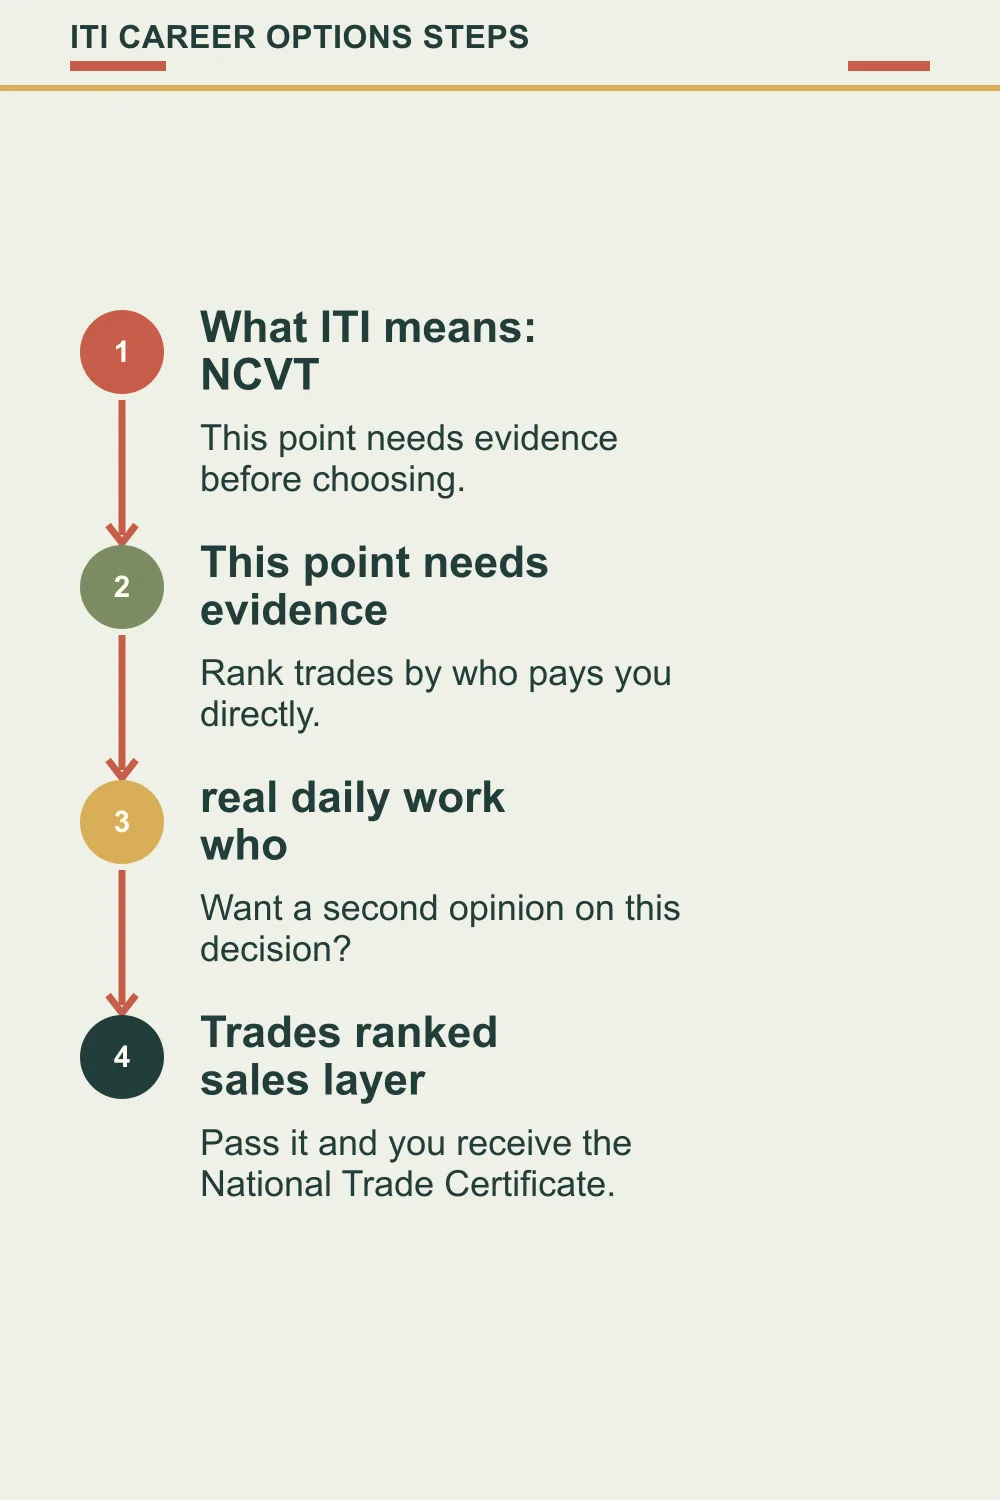 ITI CAREER OPTIONS STEPS
1
What ITI means:
NCVT
This point needs evidence
before choosing.
2
This point needs
evidence
Rank trades by who pays you
directly.
3
real daily work
who
Want a second opinion on this
decision?
4
Trades ranked
sales layer
Pass it and you receive the
National Trade Certificate.